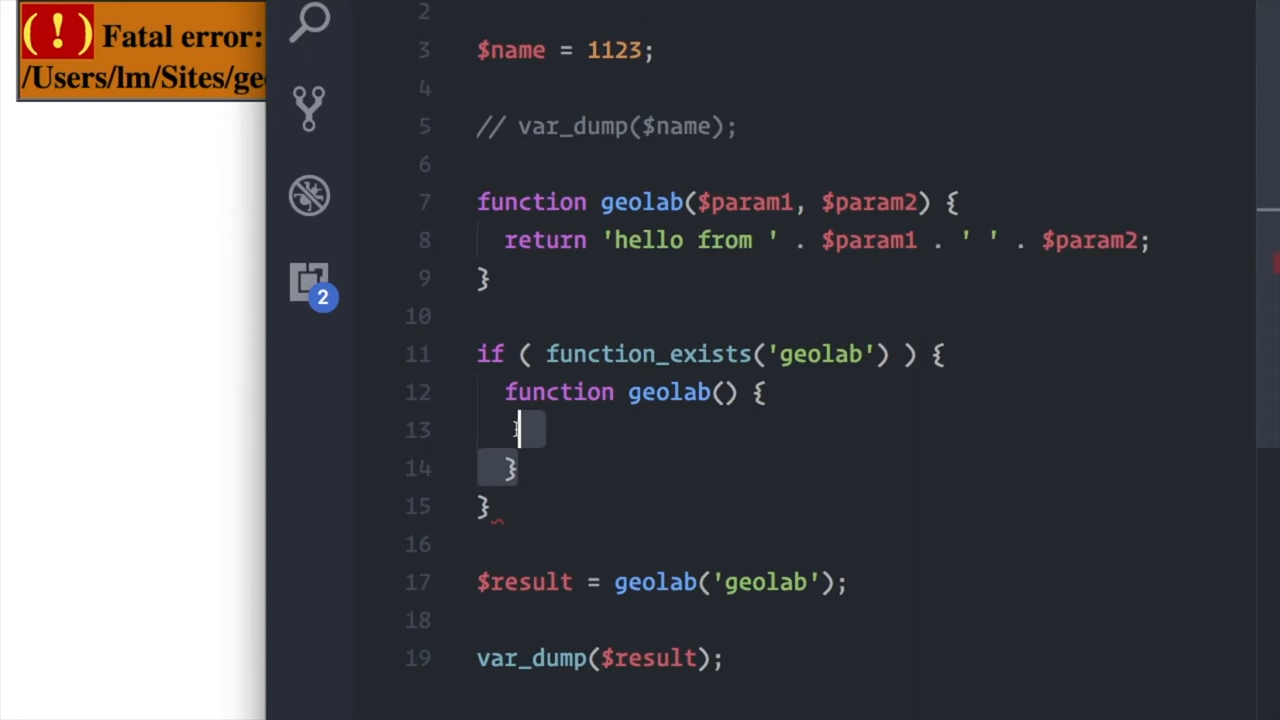 ( ! ) Fatal error:
/Users/lm/Sites/geo
2
2
3 $name = 1123;
4
5 // var_dump($name);
6
7 function geolab($param1, $param2) {
8 return 'hello from ' . $param1 . ' ' . $param2;
9 }
10
11 if ( function_exists('geolab') ) {
12 function geolab() {
13
14 }
15 }
16
17 $result = geolab('geolab');
18
19 var_dump($result);